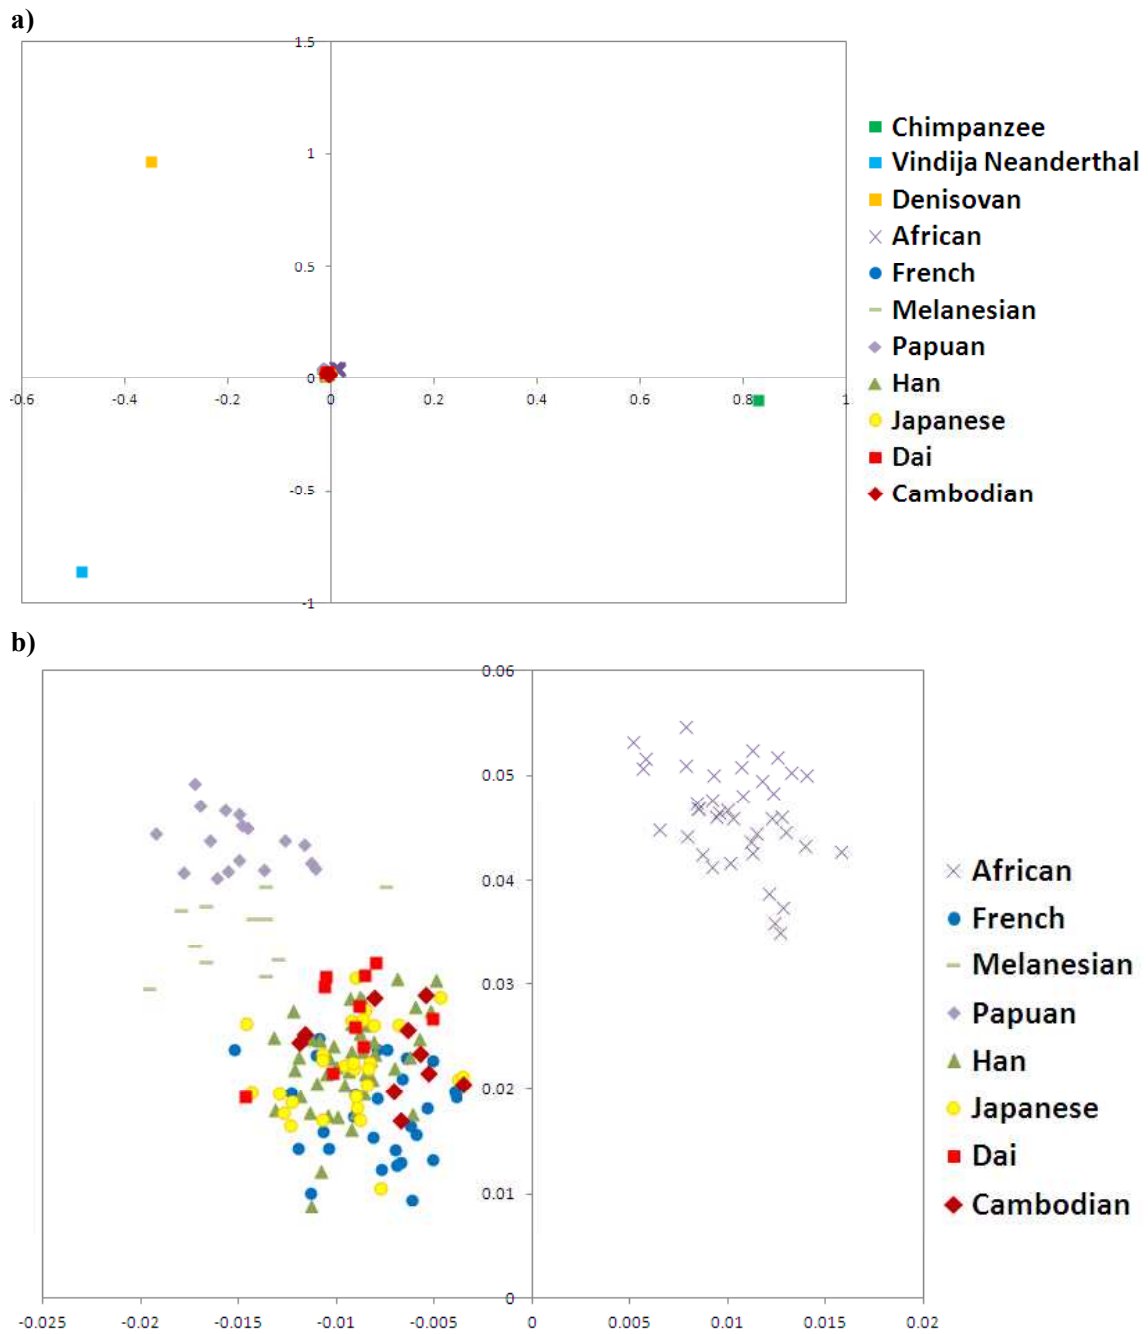 a)
1.5
1
0.5
0
-0.5
-1
-0.6
-0.4
-0.2
0
0.2
0.4
0.6
0.8
1
Chimpanzee
Vindija Neanderthal
Denisovan
African
French
Melanesian
Papuan
Han
Japanese
Dai
Cambodian
b)
0.06
0.05
0.04
0.03
0.02
0.01
0
-0.025
-0.02
-0.015
-0.01
-0.005
0
0.005
0.01
0.015
0.02
African
French
Melanesian
Papuan
Han
Japanese
Dai
Cambodian